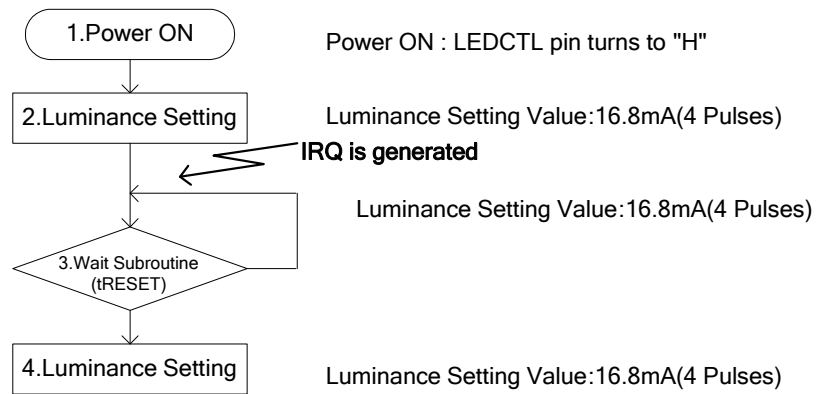 1.Power ON
Power ON : LEDCTL pin turns to "H"
2.Luminance Setting
Luminance Setting Value:16.8mA(4 Pulses)
IRQ is generated
Luminance Setting Value:16.8mA(4 Pulses)
3.Wait Subroutine
(tRESET)
4.Luminance Setting
Luminance Setting Value:16.8mA(4 Pulses)